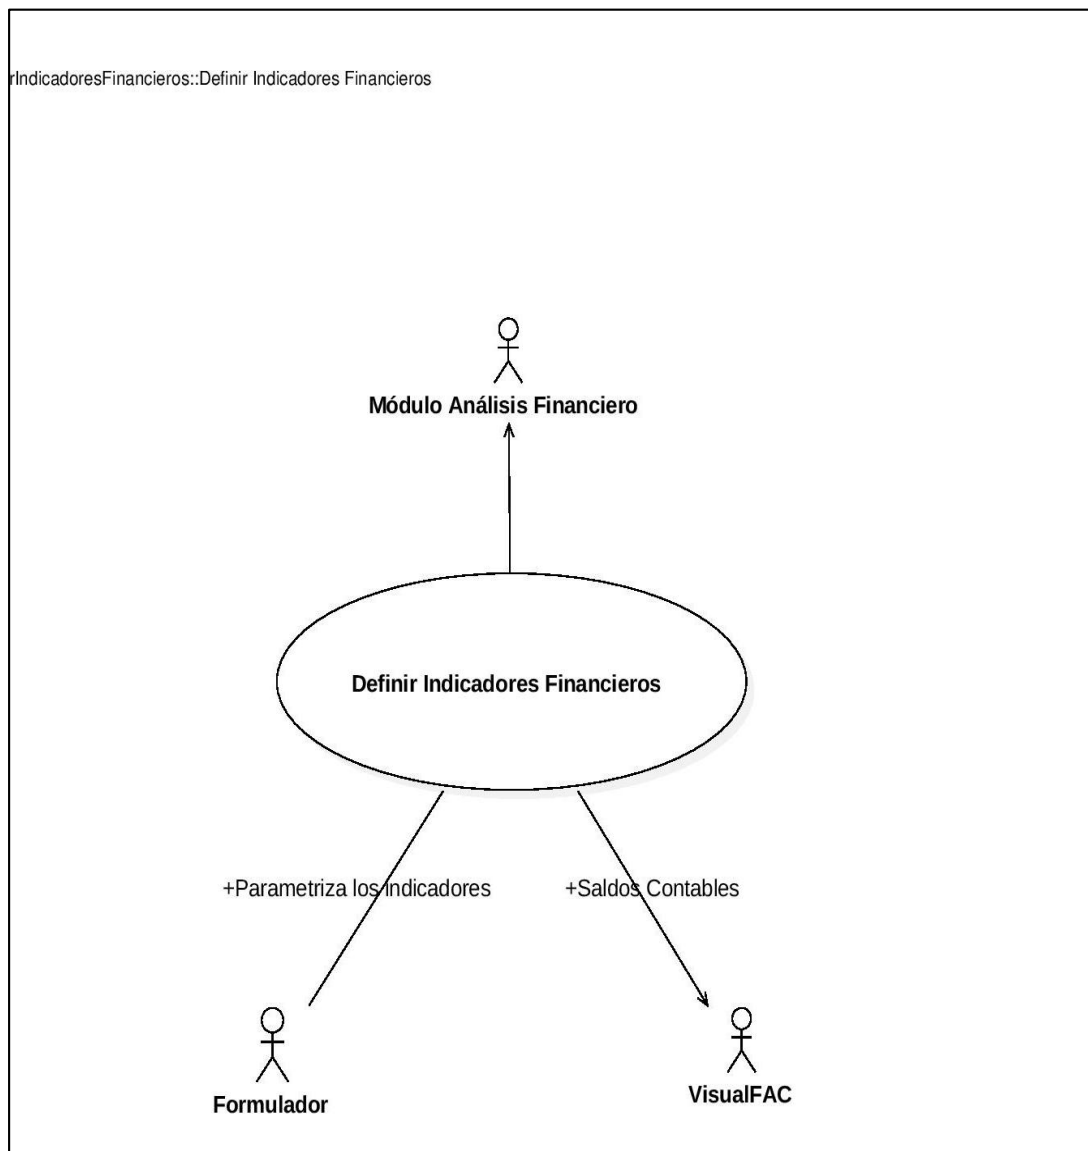 rIndicadoresFinancieros::Definir Indicadores Financieros
Módulo Análisis Financiero
Definir Indicadores Financieros
+Parametriza los indicadores
+Saldos Contables
Formulador
VisualFAC